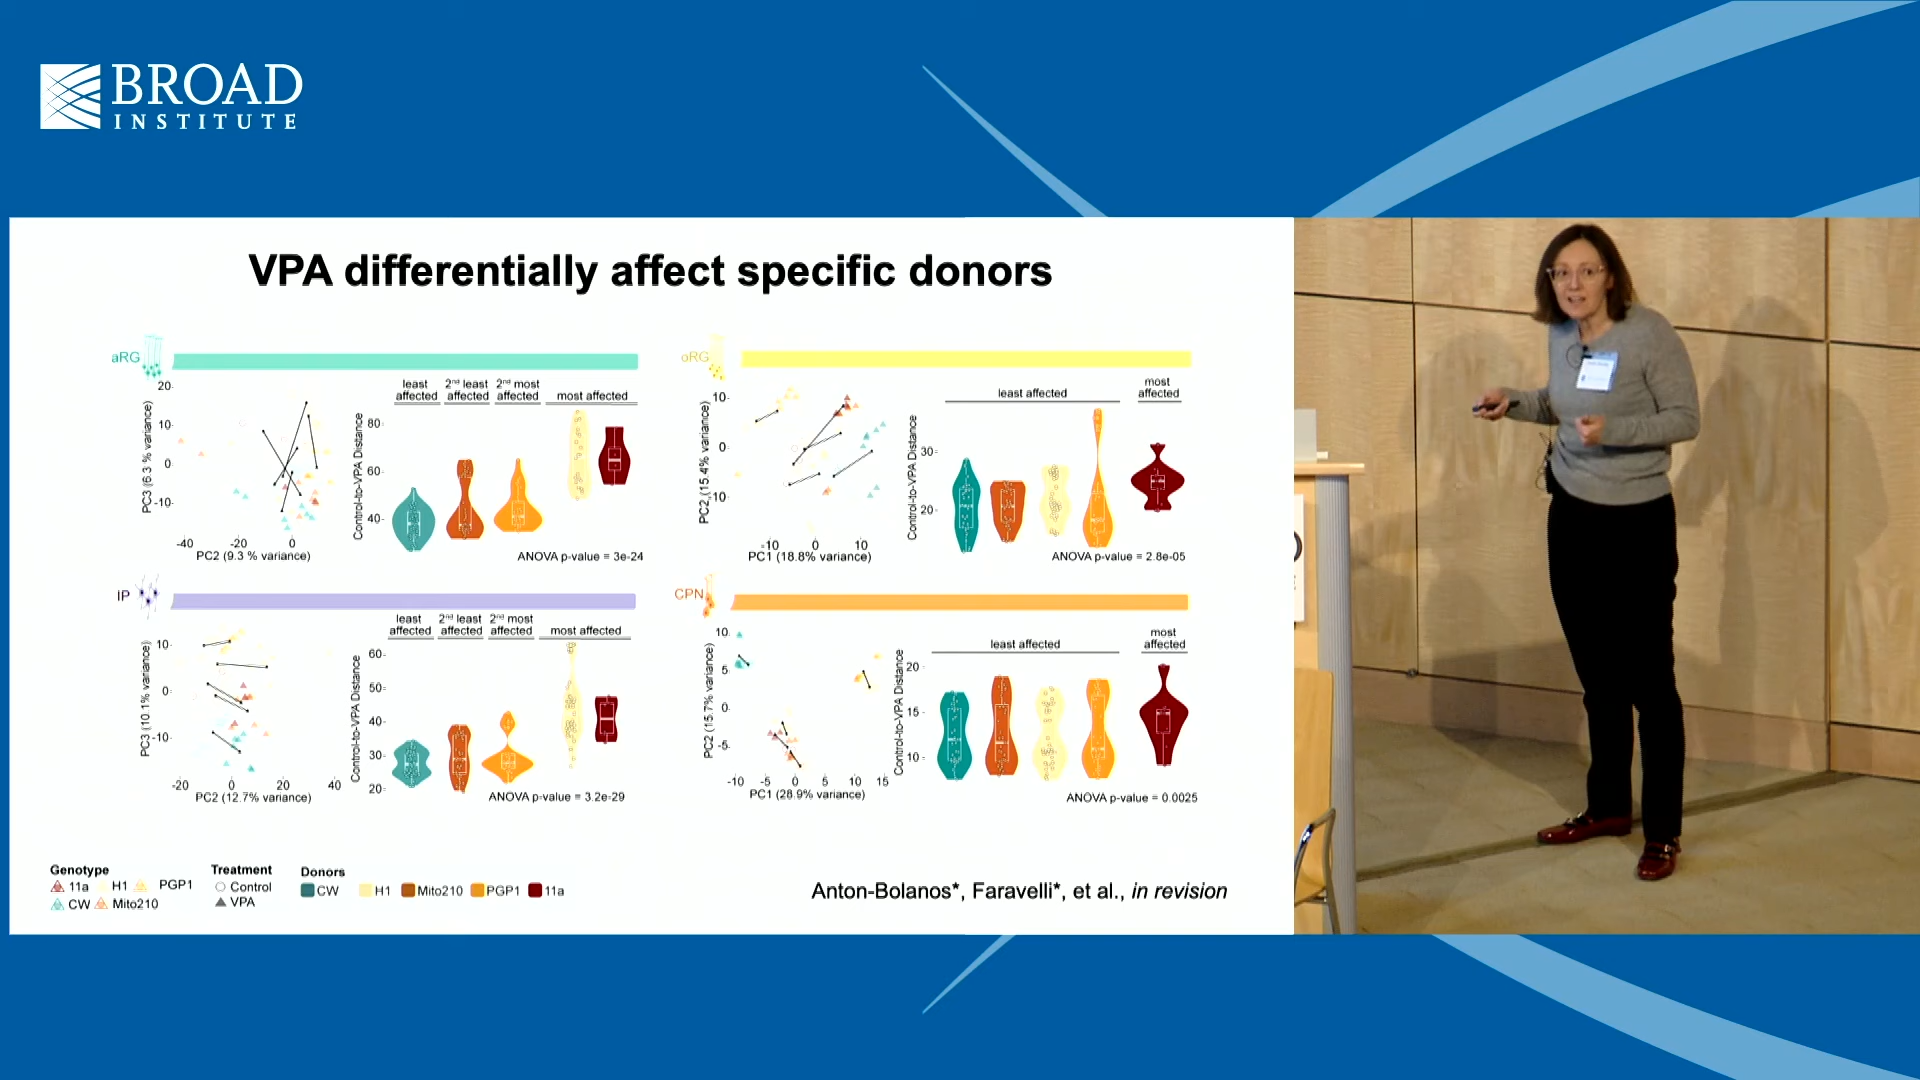 BROAD
INSTITUTE
VPA differentially affect specific donors
aRG
20
10
0
-10
-40 -20 0
PC3 (6.3 % variance)
PC2 (9.3 % variance)
least affected
2nd least affected
2nd most affected
most affected
Control-to-VPA Distance
80
60
40
ANOVA p-value = 3e-24
oRG
10
0
10
-10 0 10
PC2 (15.4% variance)
PC1 (18.8% variance)
least affected
most affected
Control-to-VPA Distance
30
20
ANOVA p-value = 2.8e-05
IP
10
0
-10
-20 0 20 40
PC3 (10.1% variance)
PC2 (12.7% variance)
least affected
2nd least affected
2nd most affected
most affected
Control-to-VPA Distance
60
50
40
30
20
ANOVA p-value = 3.2e-29
CPN
10
5
0
-5
-10 -5 0 5 10 15
PC2 (15.7% variance)
PC1 (28.9% variance)
least affected
most affected
Control-to-VPA Distance
20
15
10
ANOVA p-value = 0.0025
Genotype
11a H1 PGP1
CW Mito210
Treatment
Control
VPA
Donors
CW H1 Mito210 PGP1 11a
Anton-Bolanos*, Faravelli*, et al., in revision